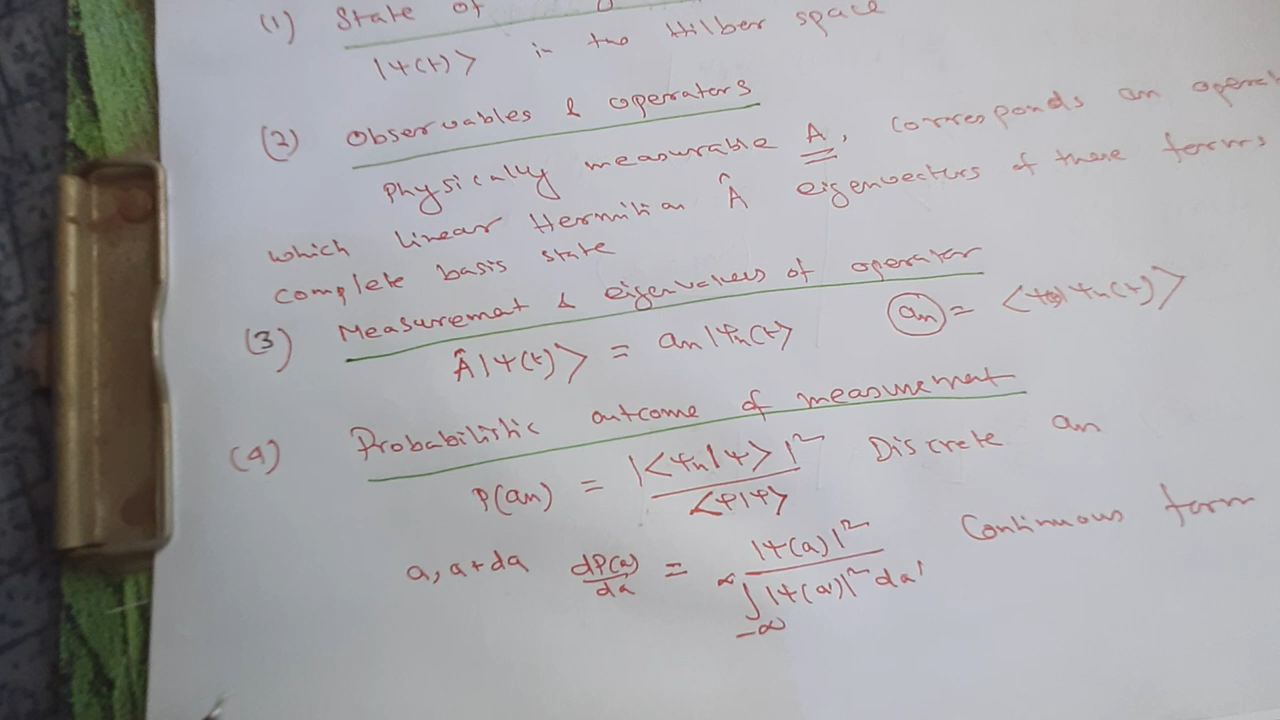 (1) State of
|ψ(t)⟩ in the Hilber space
(2) Observables & operators
Physically measurable A, corresponds an operat
which linear Hermitian Â eigenvectors of these forms
complete basis state
(3) Measuremat & eigenvalues of operator
Â|ψ(t)⟩ = an|ψn(t)⟩ an = ⟨ ψn(t)⟩
(4) Probabilistic outcome of measuremat
P(an) = |⟨ψn|ψ⟩|² / ⟨ψ|ψ⟩ Discrete an
a, a+da dP(a)/da = |ψ(a)|² / ∫_{-∞}^{∞} |ψ(a')|² da' Continuous form